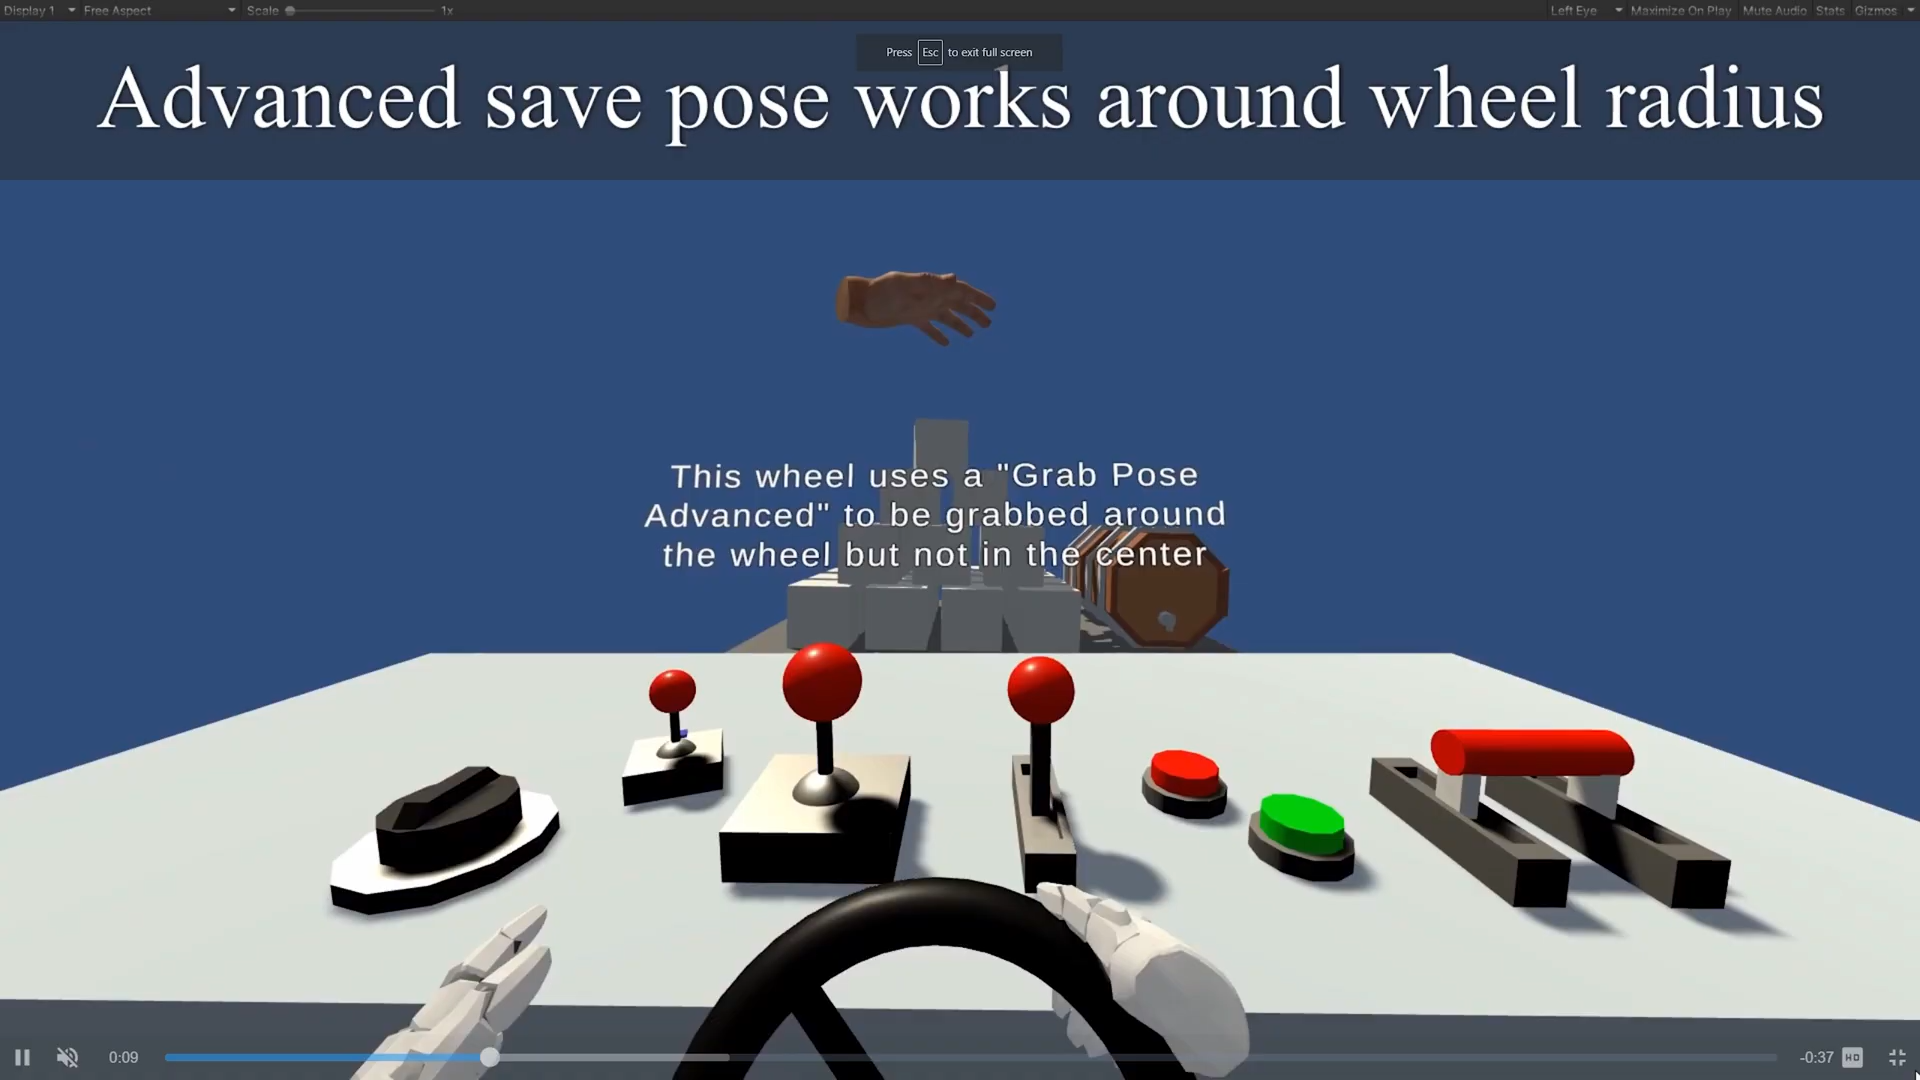 Display 1 Free Aspect Scale 1x Left Eye Maximize On Play Mute Audio Stats Gizmos
Press Esc to exit full screen
Advanced save pose works around wheel radius
This wheel uses a "Grab Pose
Advanced" to be grabbed around
the wheel but not in the center
0:09 -0:37 HD